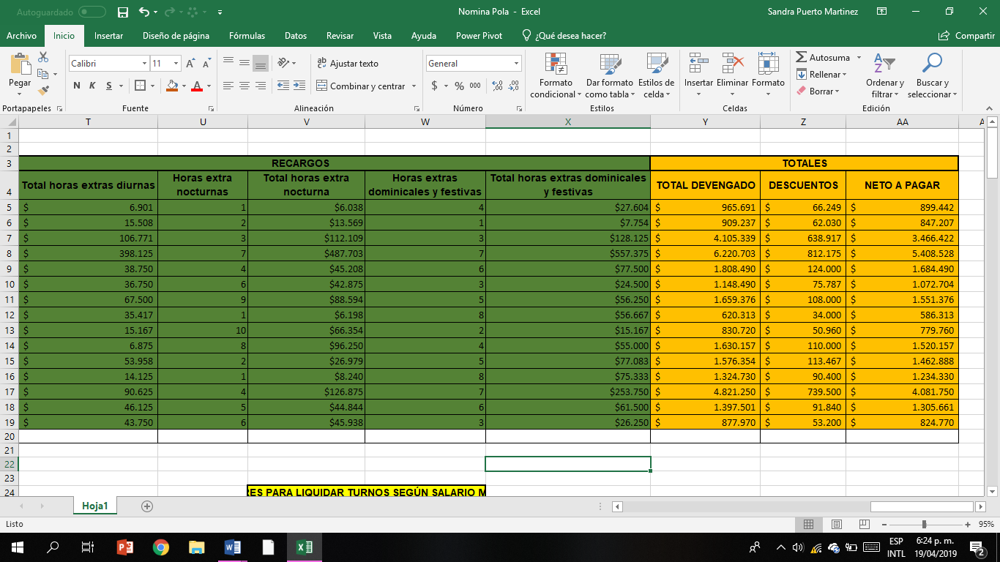 Autoguardado
Nomina Pola - Excel
Sandra Puerto Martinez
Archivo Inicio Insertar Diseño de página Fórmulas Datos Revisar Vista Ayuda Power Pivot ¿Qué desea hacer? Compartir
Calibri 11 Ajustar texto General Autosuma
Pegar Formato Dar formato Estilos de Insertar Eliminar Formato Rellenar Ordenar y Buscar y
N K S Combinar y centrar $ % 000 condicional como tabla celda Borrar filtrar seleccionar
Portapapeles Fuente Alineación Número Estilos Celdas Edición
T U V W X Y Z AA
1
2
3 RECARGOS TOTALES
4 Total horas extras diurnas Horas extra nocturnas Total horas extra nocturna Horas extras dominicales y festivas Total horas extras dominicales y festivas TOTAL DEVENGADO DESCUENTOS NETO A PAGAR
5 $ 6.901 1 $6.038 4 $27.604 $ 965.691 $ 66.249 $ 899.442
6 $ 15.508 2 $13.569 1 $7.754 $ 909.237 $ 62.030 $ 847.207
7 $ 106.771 3 $112.109 3 $128.125 $ 4.105.339 $ 638.917 $ 3.466.422
8 $ 398.125 7 $487.703 7 $557.375 $ 6.220.703 $ 812.175 $ 5.408.528
9 $ 38.750 4 $45.208 6 $77.500 $ 1.808.490 $ 124.000 $ 1.684.490
10 $ 36.750 6 $42.875 3 $24.500 $ 1.148.490 $ 75.787 $ 1.072.704
11 $ 67.500 9 $88.594 5 $56.250 $ 1.659.376 $ 108.000 $ 1.551.376
12 $ 35.417 1 $6.198 8 $56.667 $ 620.313 $ 34.000 $ 586.313
13 $ 15.167 10 $66.354 2 $15.167 $ 830.720 $ 50.960 $ 779.760
14 $ 6.875 8 $96.250 4 $55.000 $ 1.630.157 $ 110.000 $ 1.520.157
15 $ 53.958 2 $26.979 5 $77.083 $ 1.576.354 $ 113.467 $ 1.462.888
16 $ 14.125 1 $8.240 8 $75.333 $ 1.324.730 $ 90.400 $ 1.234.330
17 $ 90.625 4 $126.875 7 $253.750 $ 4.821.250 $ 739.500 $ 4.081.750
18 $ 46.125 5 $44.844 6 $61.500 $ 1.397.501 $ 91.840 $ 1.305.661
19 $ 43.750 6 $45.938 3 $26.250 $ 877.970 $ 53.200 $ 824.770
20
21
22
23
24 RES PARA LIQUIDAR TURNOS SEGÚN SALARIO M
Hoja1
Listo 95%
ESP 6:24 p. m.
INTL 19/04/2019 2